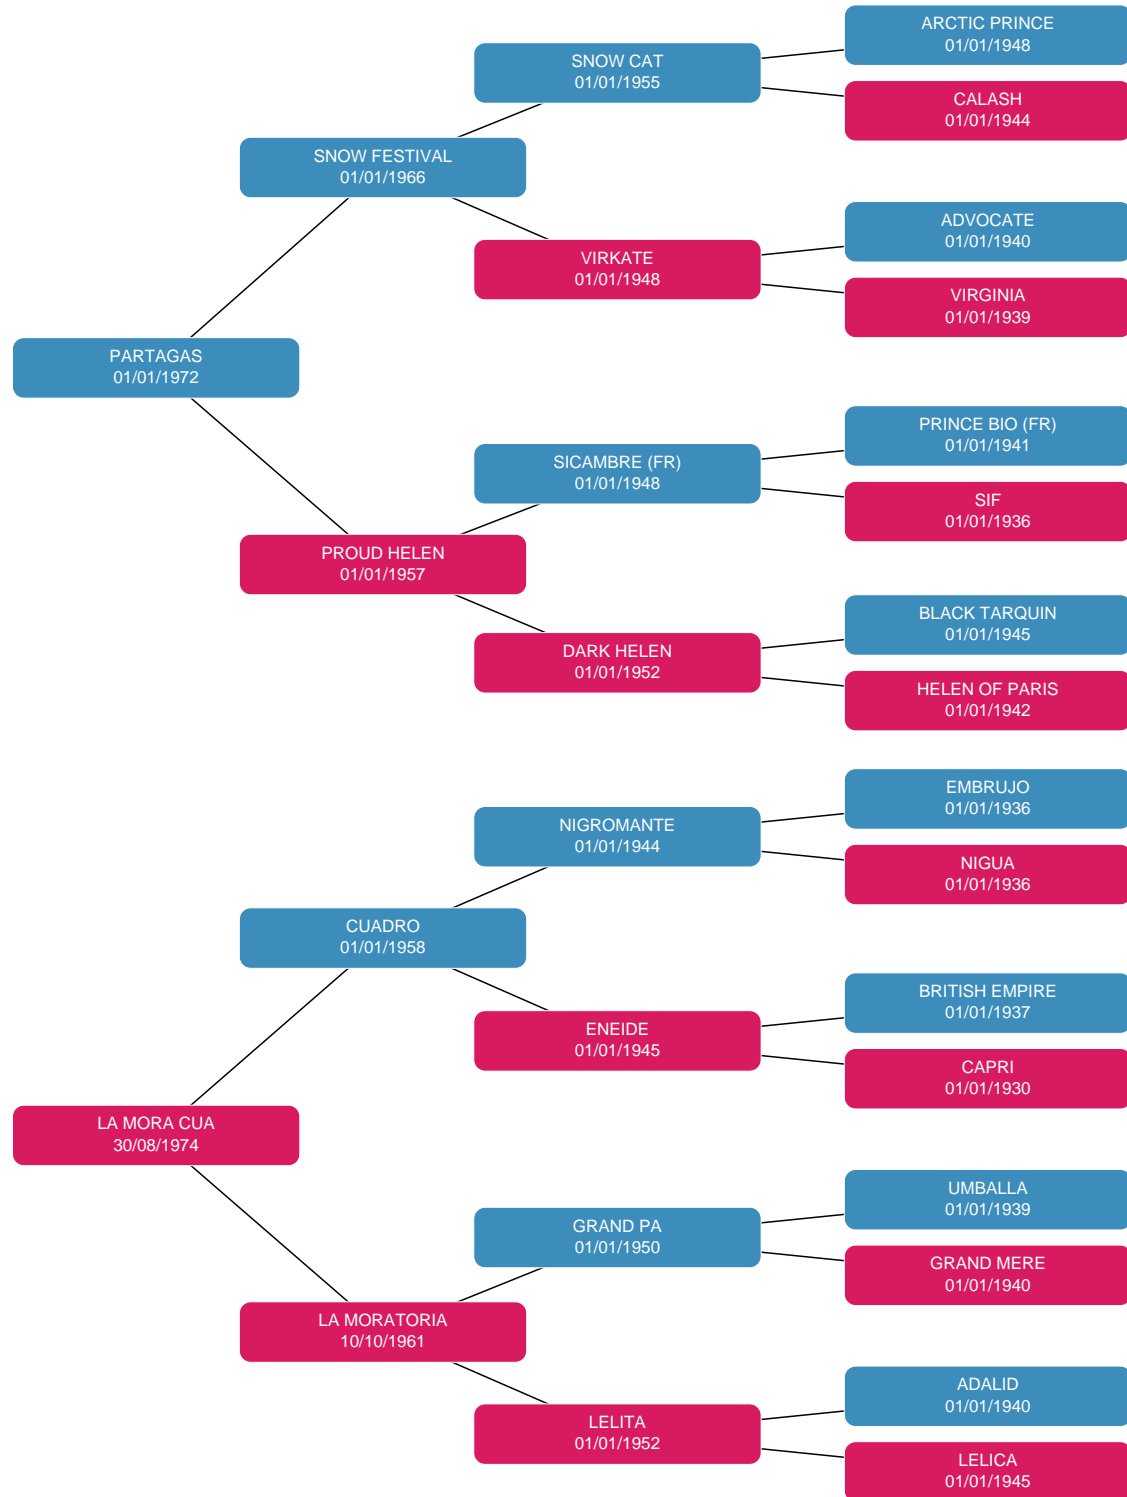 ARCTIC PRINCE
01/01/1948
SNOW CAT
01/01/1955
CALASH
01/01/1944
SNOW FESTIVAL
01/01/1966
ADVOCATE
01/01/1940
VIRKATE
01/01/1948
VIRGINIA
01/01/1939
PARTAGAS
01/01/1972
PRINCE BIO (FR)
01/01/1941
SICAMBRE (FR)
01/01/1948
SIF
01/01/1936
PROUD HELEN
01/01/1957
BLACK TARQUIN
01/01/1945
DARK HELEN
01/01/1952
HELEN OF PARIS
01/01/1942
EMBRUJO
01/01/1936
NIGROMANTE
01/01/1944
NIGUA
01/01/1936
CUADRO
01/01/1958
BRITISH EMPIRE
01/01/1937
ENEIDE
01/01/1945
CAPRI
01/01/1930
LA MORA CUA
30/08/1974
UMBALLA
01/01/1939
GRAND PA
01/01/1950
GRAND MERE
01/01/1940
LA MORATORIA
10/10/1961
ADALID
01/01/1940
LELITA
01/01/1952
LELICA
01/01/1945